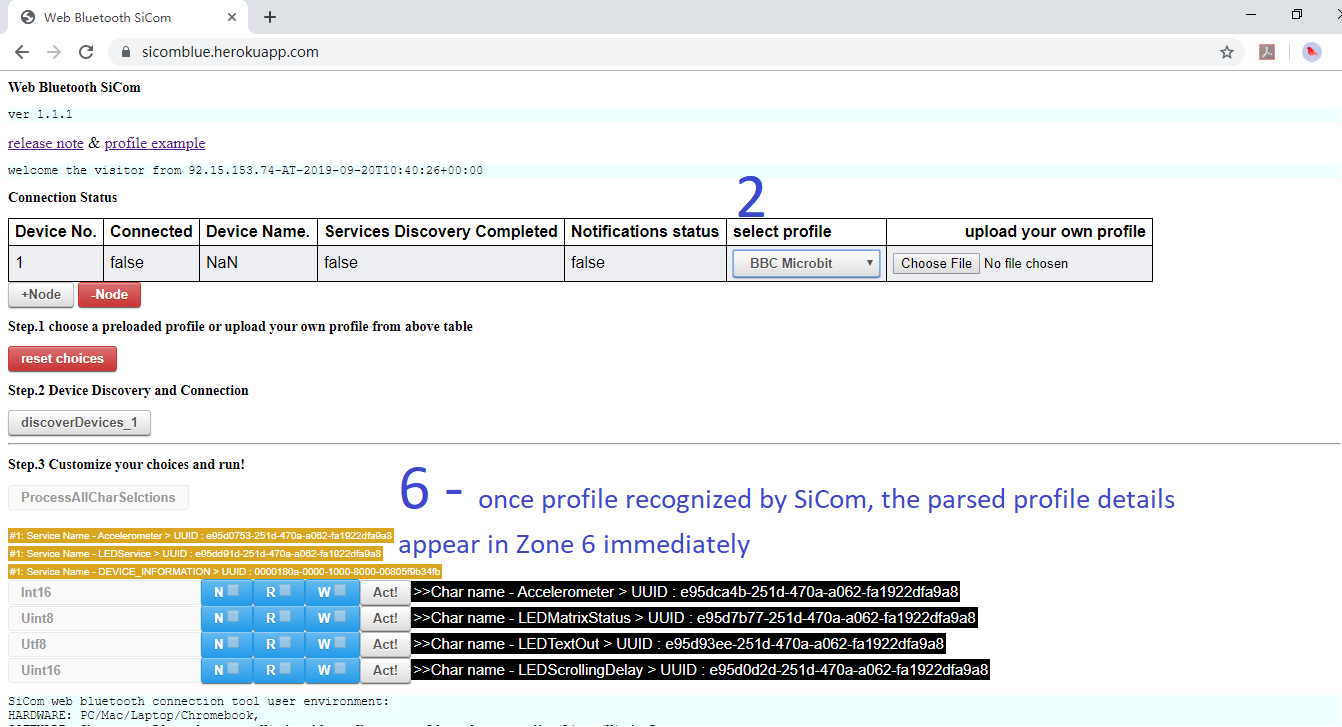 Web Bluetooth SiCom
sicomblue.herokuapp.com
Web Bluetooth SiCom
ver 1.1.1
release note & profile example
welcome the visitor from 92.15.153.74-AT-2019-09-20T10:40:26+00:00
2
Connection Status
Device No. Connected Device Name. Services Discovery Completed Notifications status select profile upload your own profile
1 false NaN false false BBC Microbit Choose File No file chosen
+Node -Node
Step.1 choose a preloaded profile or upload your own profile from above table
reset choices
Step.2 Device Discovery and Connection
discoverDevices_1
Step.3 Customize your choices and run!
ProcessAllCharSelctions
6 - once profile recognized by SiCom, the parsed profile details
appear in Zone 6 immediately
#1: Service Name - Accelerometer > UUID : e95d0753-251d-470a-a062-fa1922dfa9a8
#1: Service Name - LEDService > UUID : e95dd91d-251d-470a-a062-fa1922dfa9a8
#1: Service Name - DEVICE_INFORMATION > UUID : 0000180a-0000-1000-8000-00805f9b34fb
Int16 N R W Act! >>Char name - Accelerometer > UUID : e95dca4b-251d-470a-a062-fa1922dfa9a8
Uint8 N R W Act! >>Char name - LEDMatrixStatus > UUID : e95d7b77-251d-470a-a062-fa1922dfa9a8
Utf8 N R W Act! >>Char name - LEDTextOut > UUID : e95d93ee-251d-470a-a062-fa1922dfa9a8
Uint16 N R W Act! >>Char name - LEDScrollingDelay > UUID : e95d0d2d-251d-470a-a062-fa1922dfa9a8
SiCom web bluetooth connection tool user environment:
HARDWARE: PC/Mac/Laptop/Chromebook,